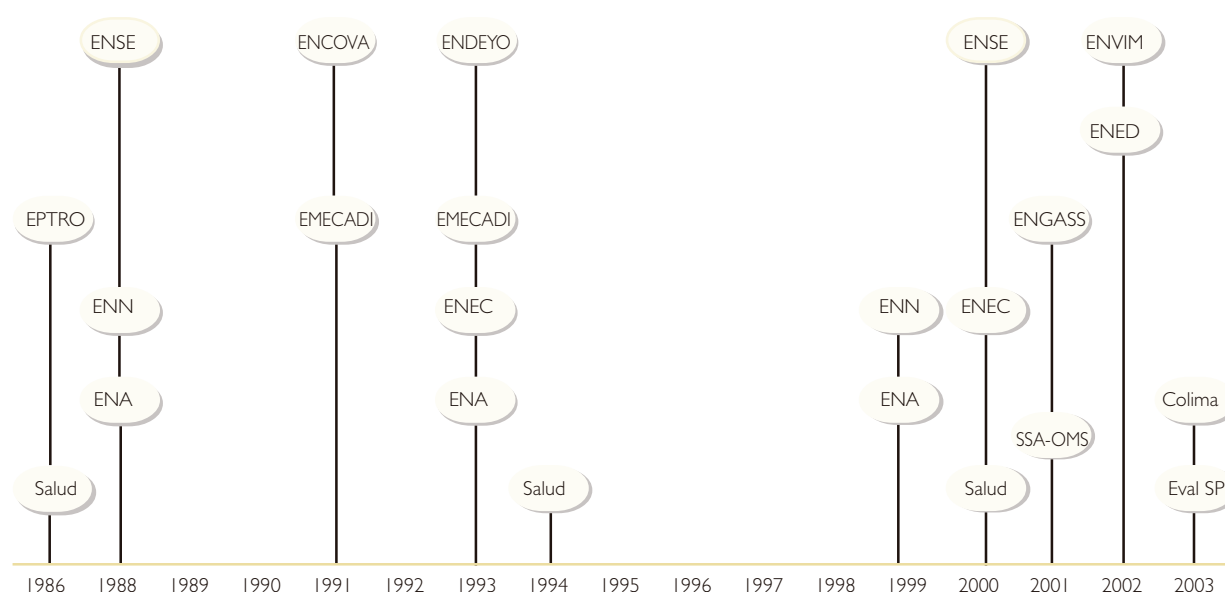 ENSE ENCOVA ENDEYO ENSE ENVIM
ENED
EPTRO EMECADI EMECADI ENGASS
ENN ENEC ENN ENEC
ENA ENA ENA Colima
SSA-OMS
Salud Salud Salud Eval SP
1986 1988 1989 1990 1991 1992 1993 1994 1995 1996 1997 1998 1999 2000 2001 2002 2003